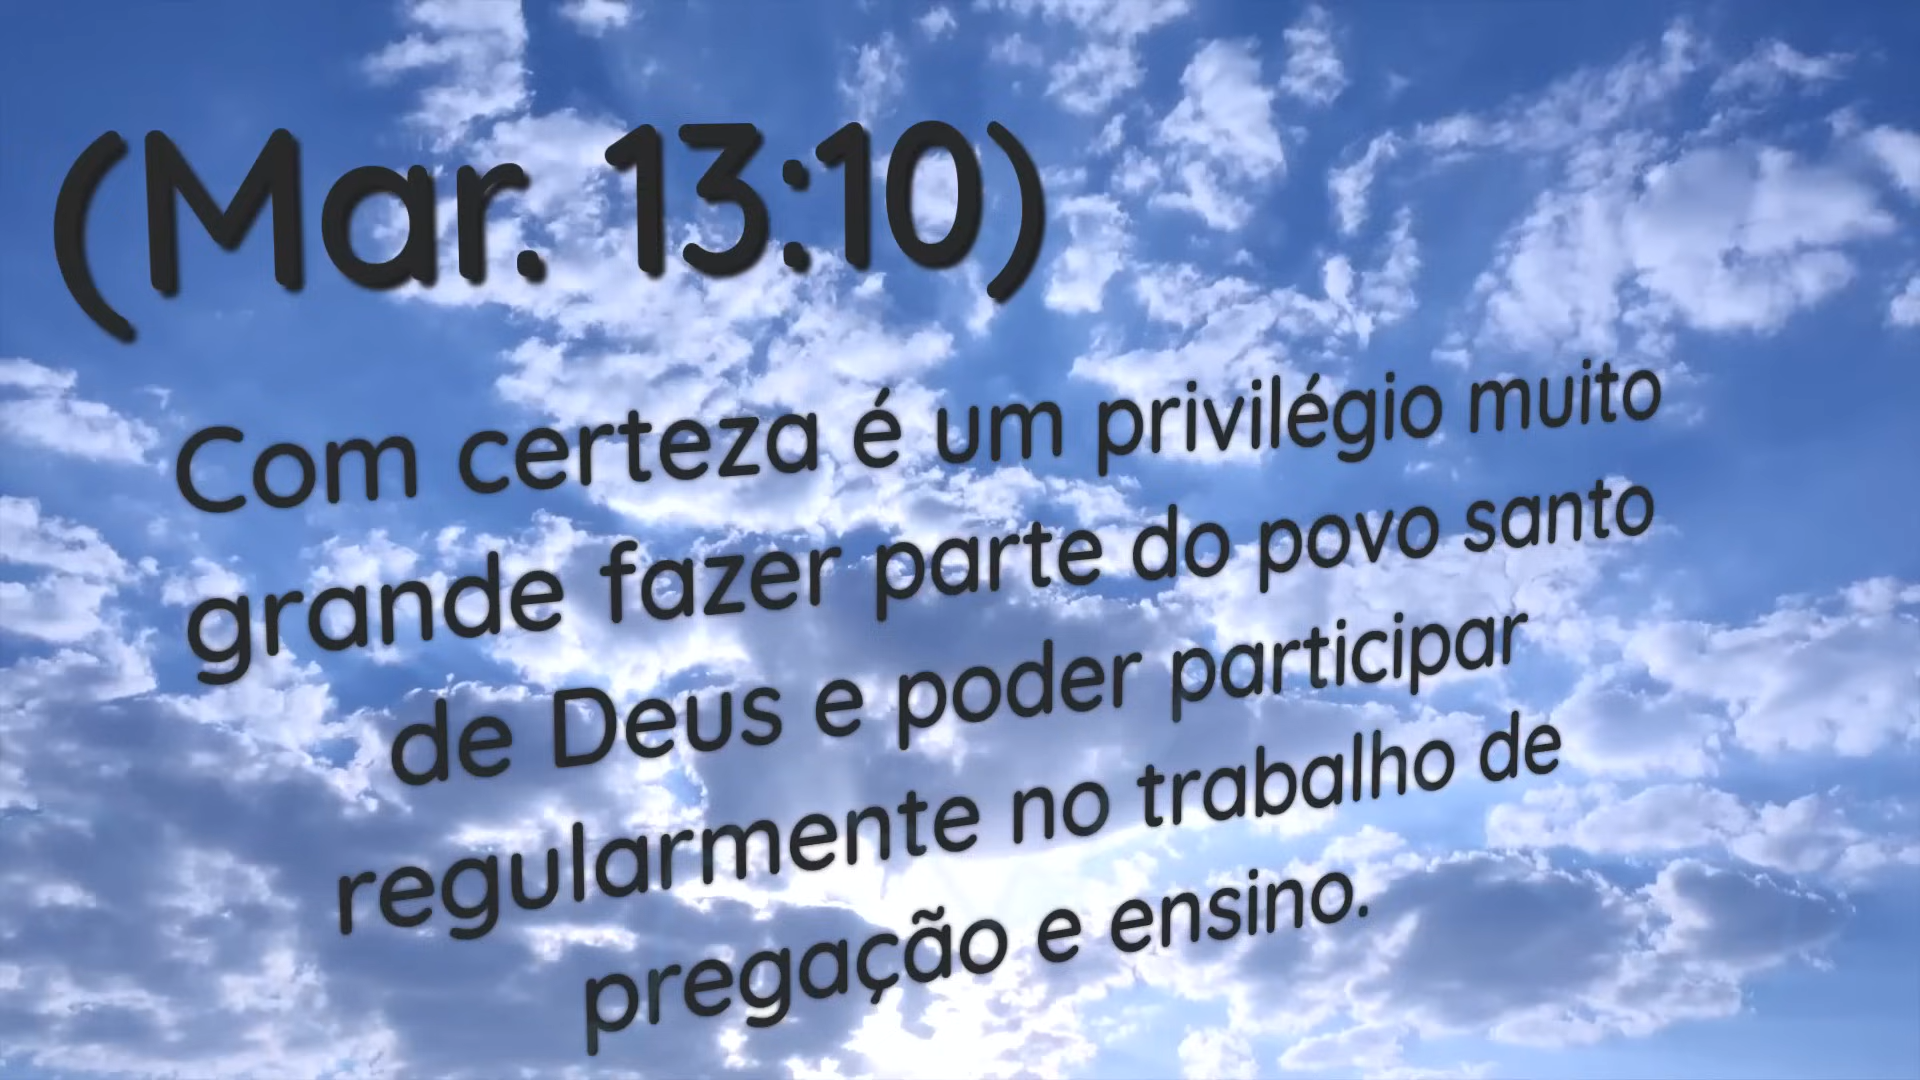 (Mar. 13:10)
Com certeza é um privilégio muito
grande fazer parte do povo santo
de Deus e poder participar
regularmente no trabalho de
pregação e ensino.